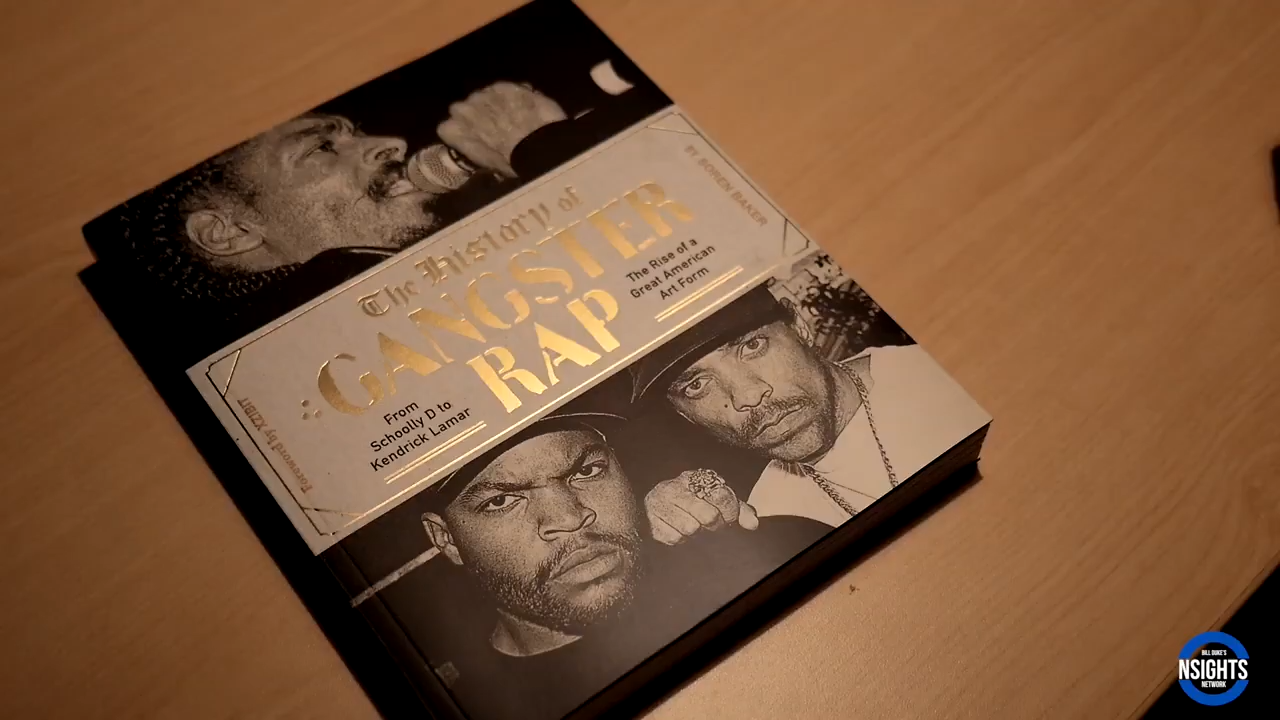 BY SOREN BAKER
The History of
GANGSTER
RAP
The Rise of a
Great American
Art Form
From
Schoolly D to
Kendrick Lamar
Foreword by XZIBIT
BILL DUKE'S
NSIGHTS
NETWORK